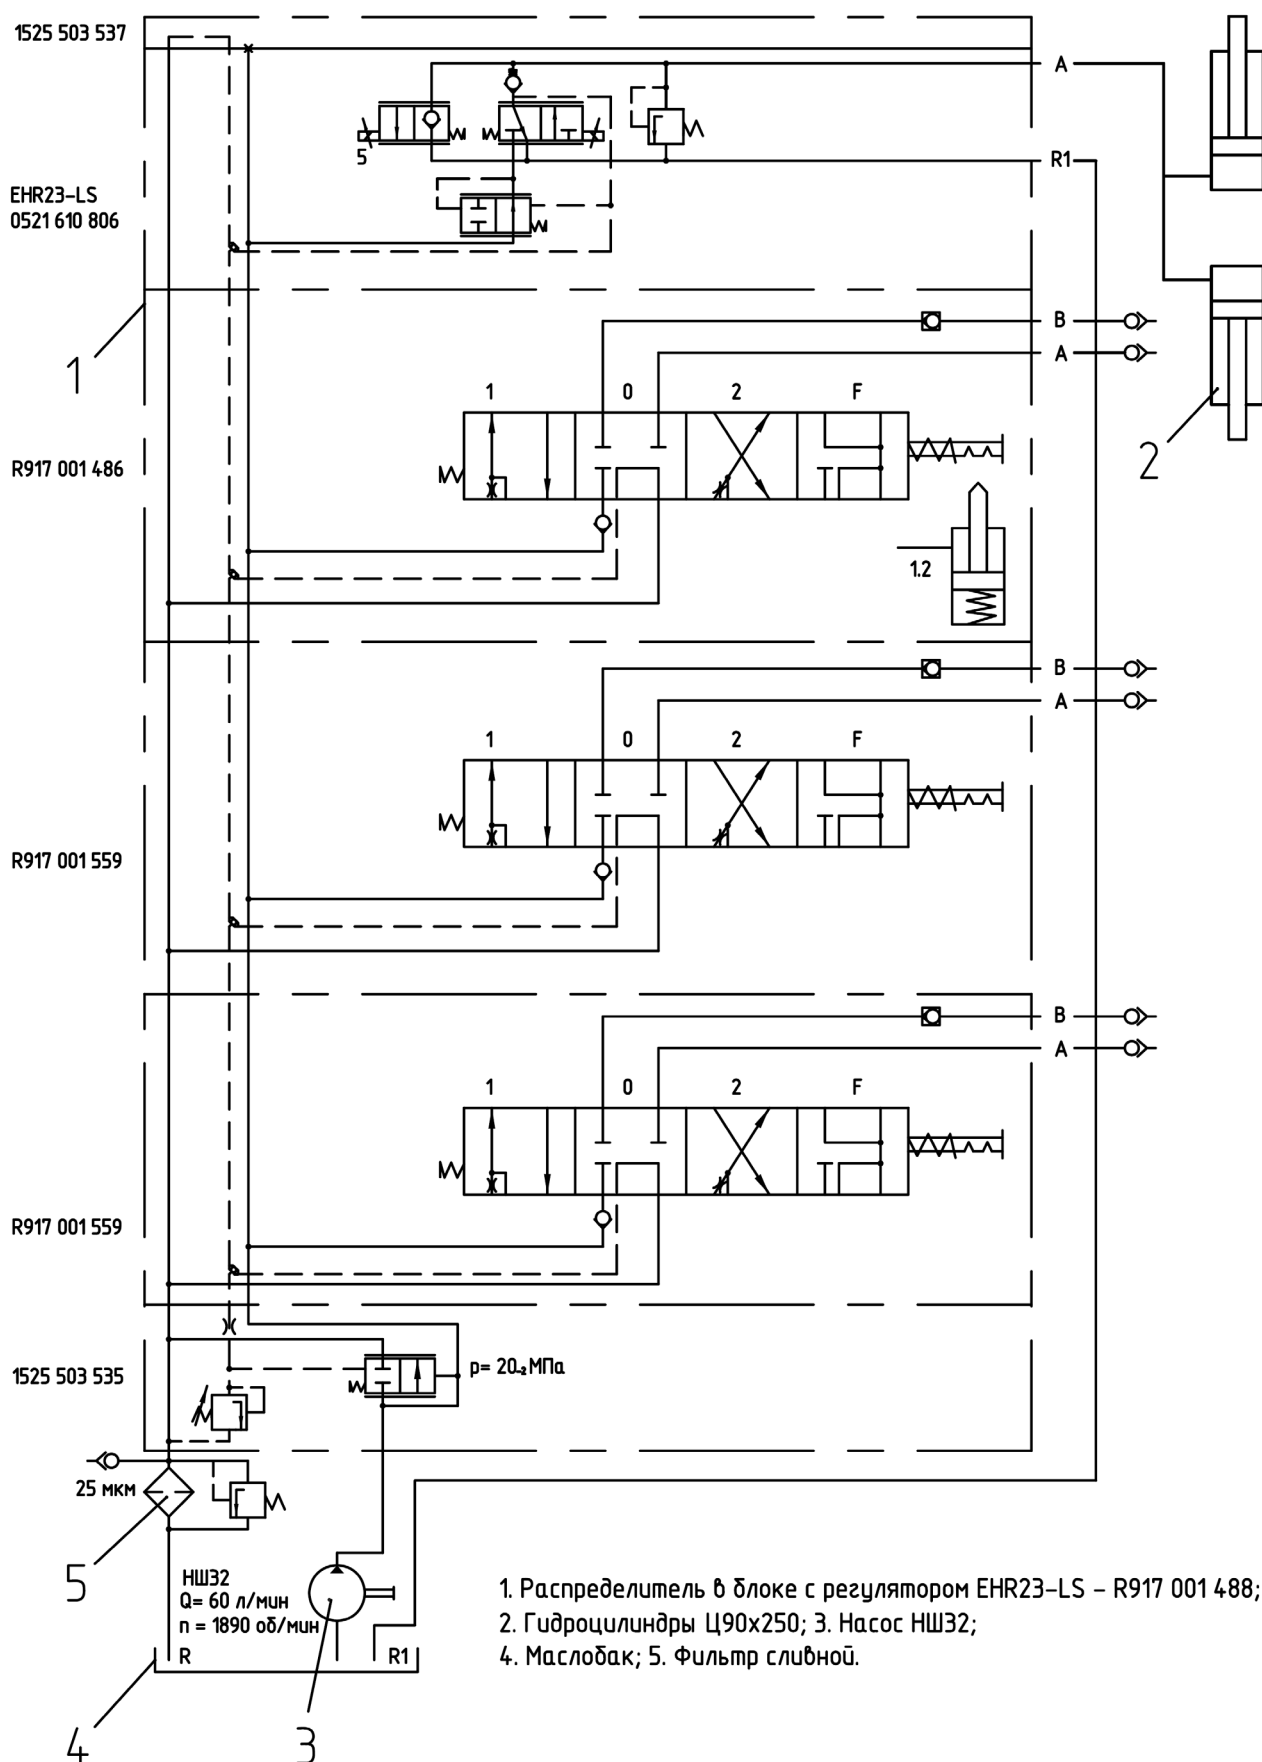 1525 503 537
A
5
R1
EHR23-LS
0521 610 806
1
B
A
1 0 2 F
2
R917 001 486
1.2
B
A
1 0 2 F
R917 001 559
B
A
1 0 2 F
R917 001 559
1525 503 535
p= 20-2 МПа
25 мкм
5
НШ32
Q= 60 л/мин
n = 1890 об/мин
R
R1
4
3
1. Распределитель в блоке с регулятором EHR23-LS - R917 001 488;
2. Гидроцилиндры Ц90х250; 3. Насос НШ32;
4. Маслобак; 5. Фильтр сливной.